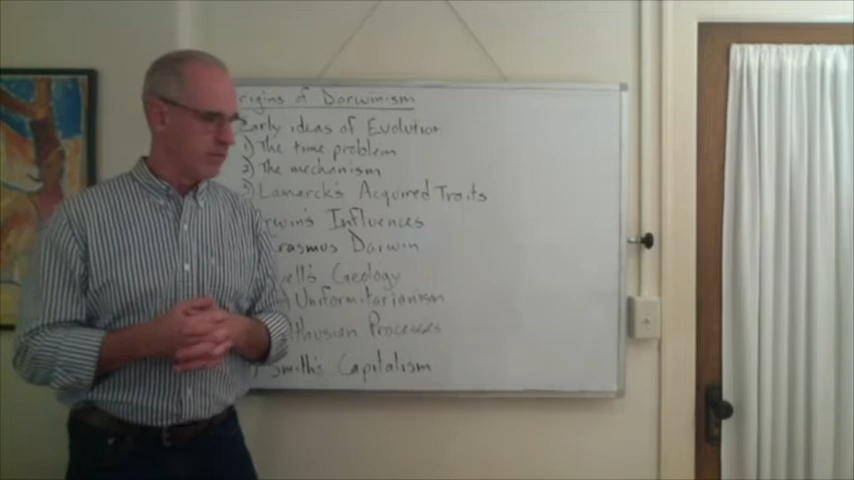 rigins of Darwinism
Early ideas of Evolution
1) The time problem
2) The mechanism
3) Lamarck's Acquired Traits
rwin's Influences
Erasmus Darwin
yell's Geology
) Uniformitarianism
lthusian Processes
Smith's Capitalism